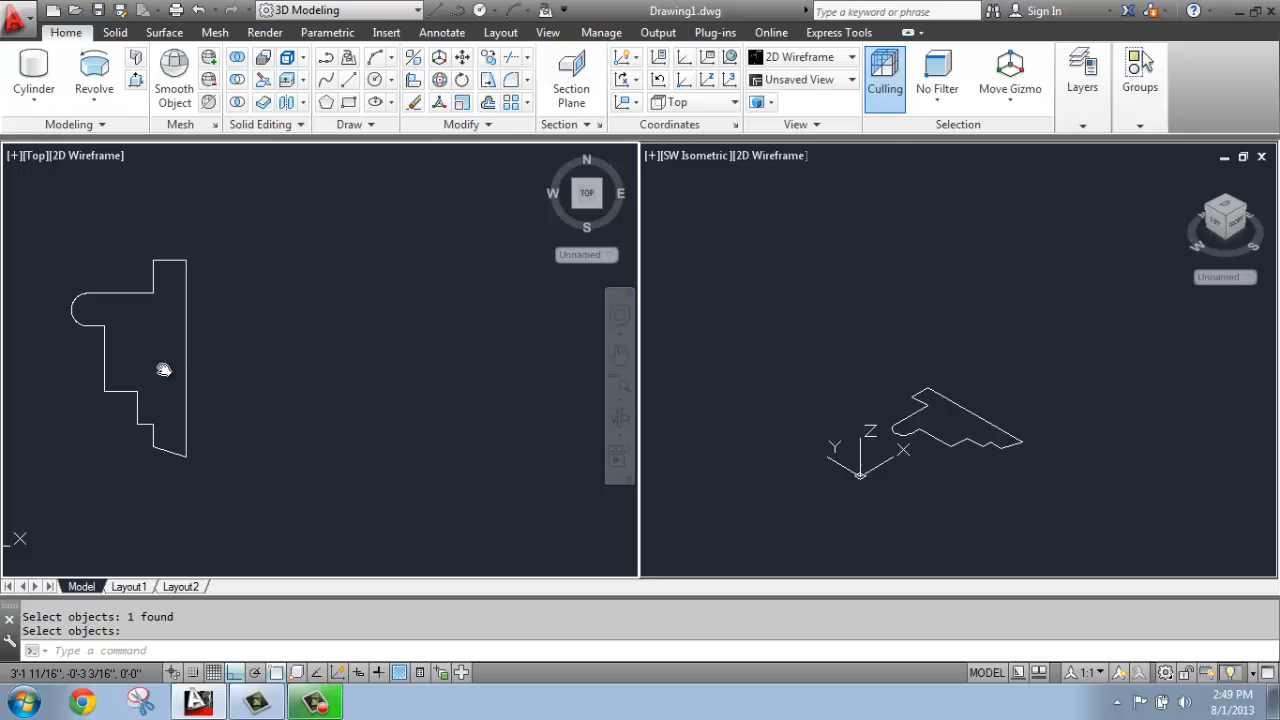 3D Modeling
Drawing1.dwg
Type a keyword or phrase
Sign In
Home Solid Surface Mesh Render Parametric Insert Annotate Layout View Manage Output Plug-ins Online Express Tools
2D Wireframe
Unsaved View
Top
Cylinder
Revolve
Smooth
Object
Section
Plane
Culling
No Filter
Move Gizmo
Layers
Groups
Modeling
Mesh
Solid Editing
Draw
Modify
Section
Coordinates
View
Selection
[+][Top][2D Wireframe]
N
W TOP E
S
Unnamed
X
[+][SW Isometric][2D Wireframe]
TOP
LEFT
W S
Unnamed
Z
Y X
Model Layout1 Layout2
Select objects: 1 found
Select objects:
Type a command
3'-1 11/16", -0'-3 3/16", 0'-0"
MODEL
1:1
2:49 PM
8/1/2013